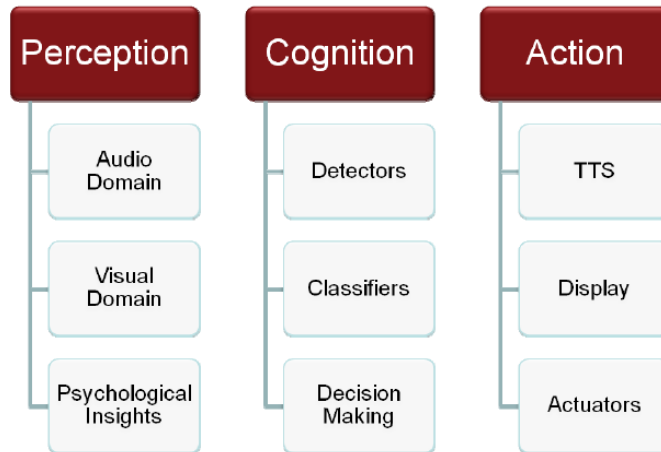 Perception
Audio
Domain
Visual
Domain
Psychological
Insights
Cognition
Detectors
Classifiers
Decision
Making
Action
TTS
Display
Actuators